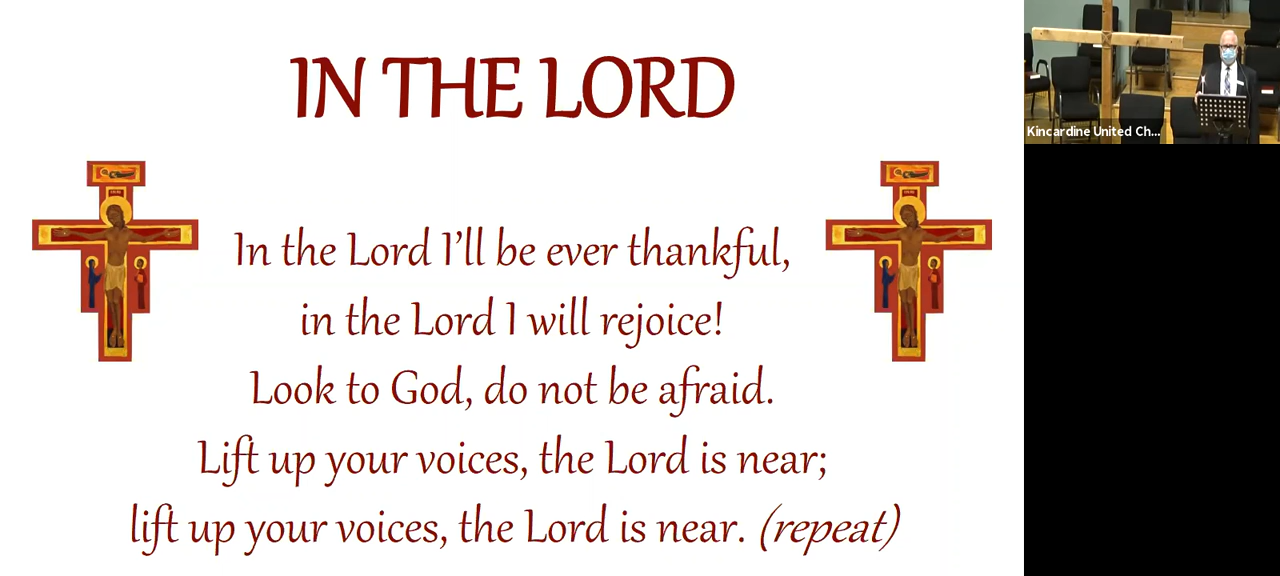 IN THE LORD
In the Lord I'll be ever thankful,
in the Lord I will rejoice!
Look to God, do not be afraid.
Lift up your voices, the Lord is near;
lift up your voices, the Lord is near. (repeat)
Kincardine United Ch...